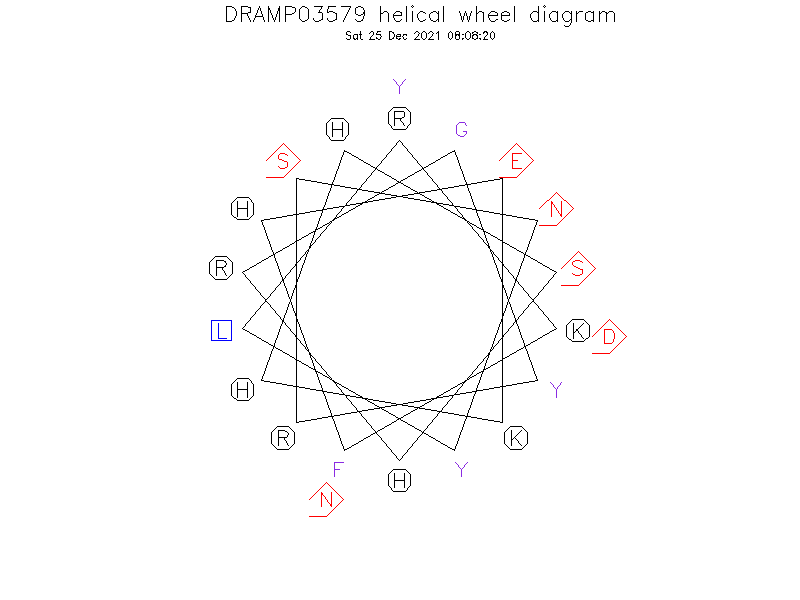 DRAMP03579 helical wheel diagram
Sat 25 Dec 2021 08:08:20
Y
H R G
S E
H N
R S
L K D
H Y
R K
F H Y
N